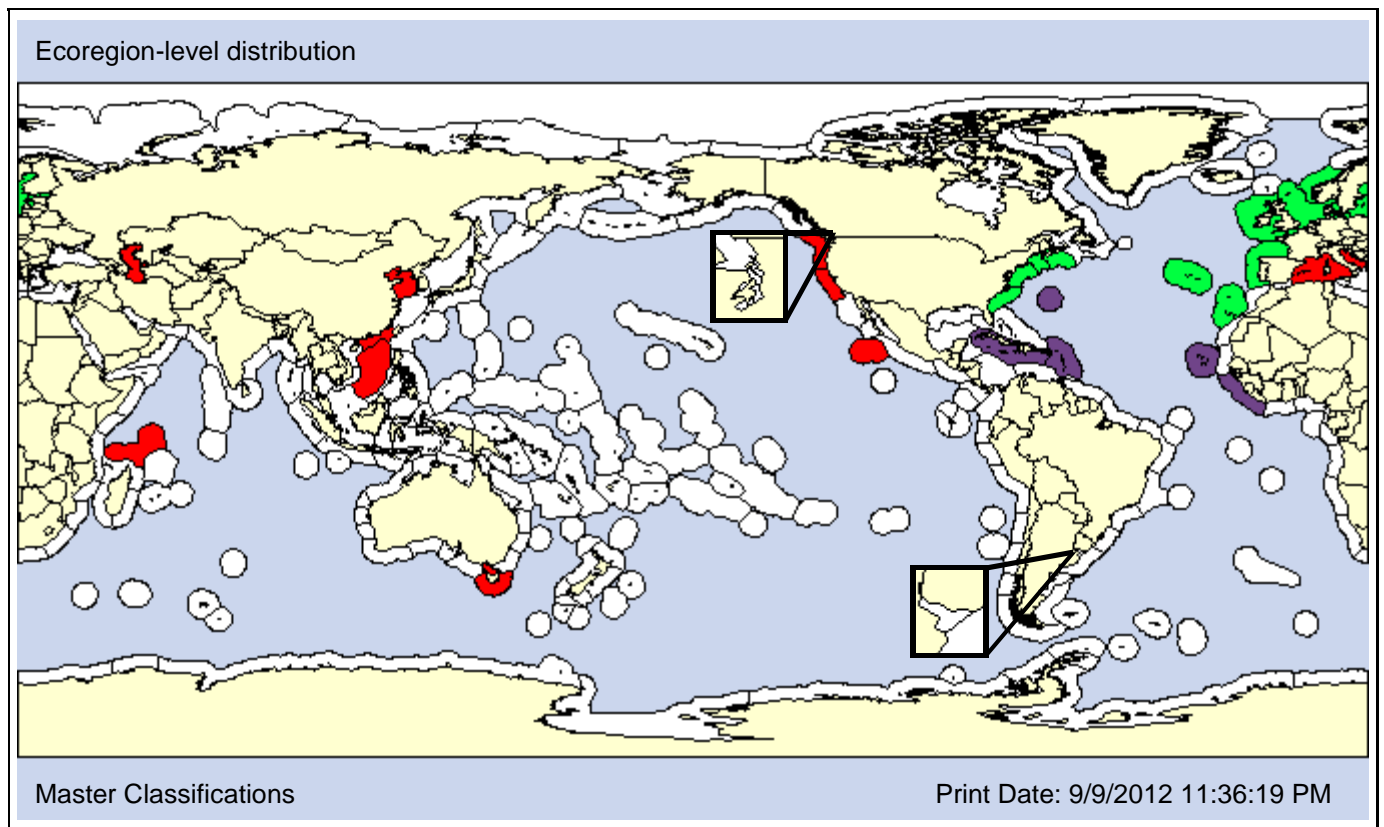 Ecoregion-level distribution
Master Classifications
Print Date: 9/9/2012 11:36:19 PM